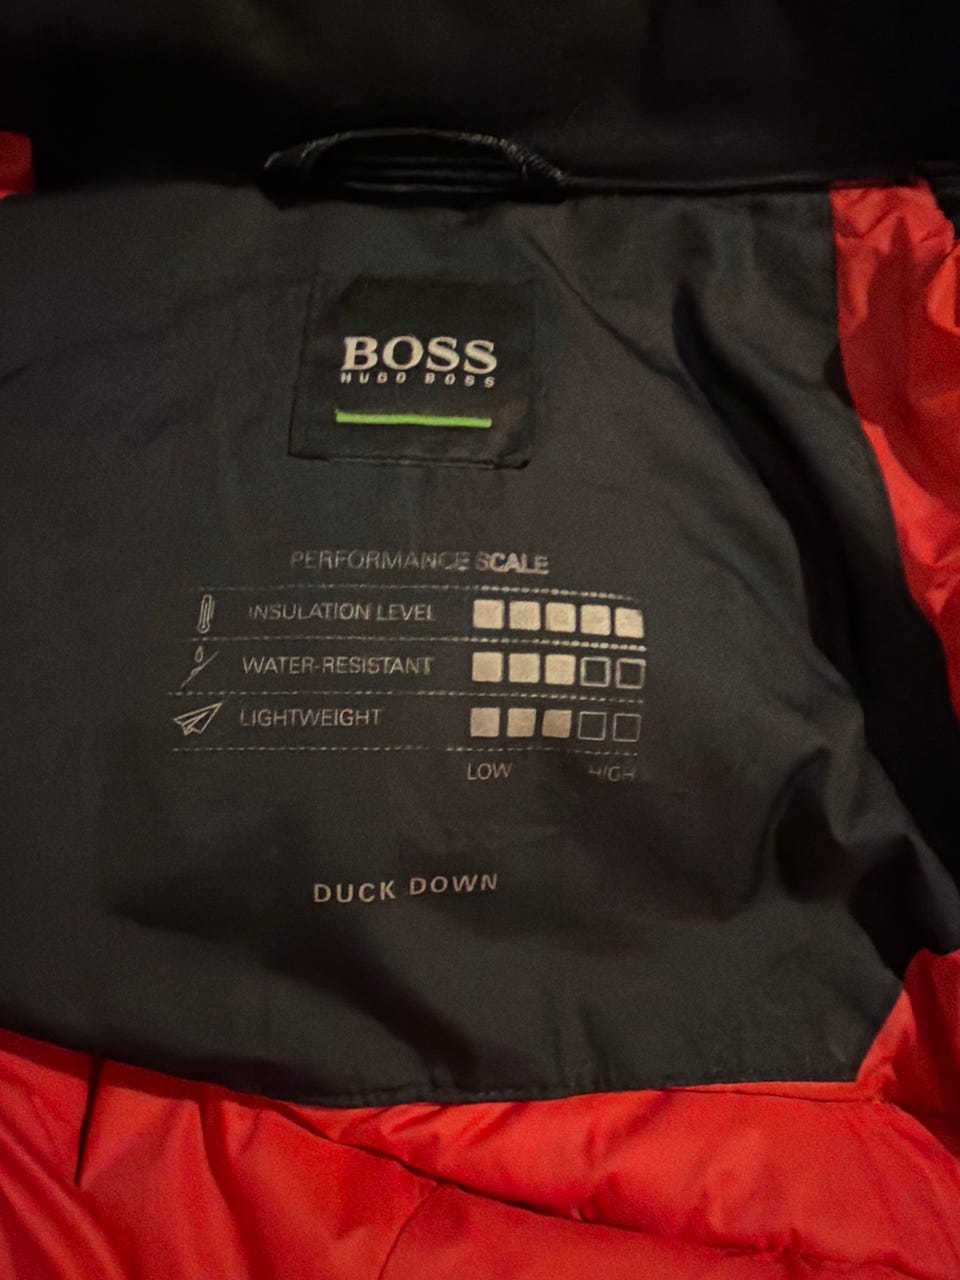 BOSS
HUGO BOSS
PERFORMANCE SCALE
INSULATION LEVEL
WATER-RESISTANT
LIGHTWEIGHT
LOW HIGH
DUCK DOWN